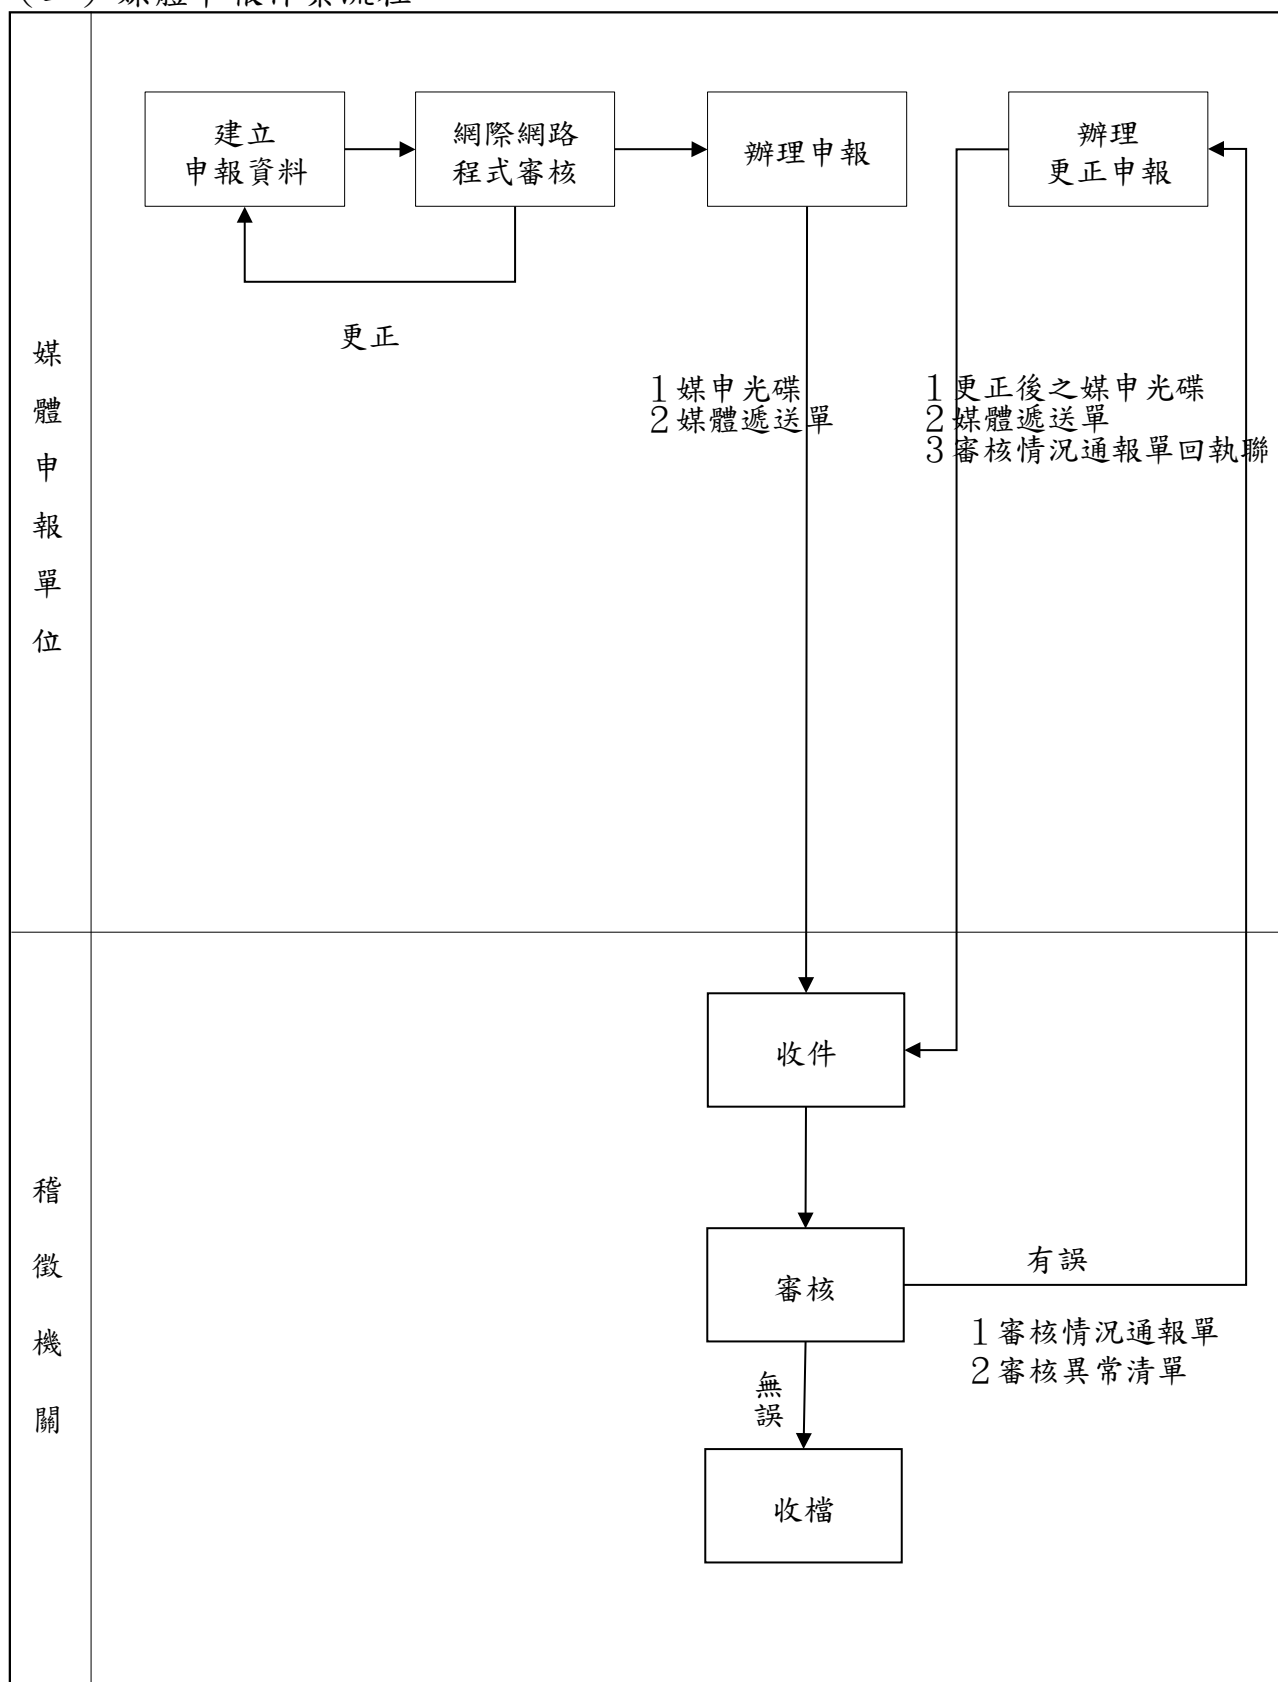 媒體申報作業流程
建立
申報資料
網際網路
程式審核
辦理申報
辦理
更正申報
更正
媒體申報單位
1媒申光碟
2媒體遞送單
1更正後之媒申光碟
2媒體遞送單
3審核情況通報單回執聯
收件
稽徵機關
審核
有誤
1審核情況通報單
2審核異常清單
無誤
收檔